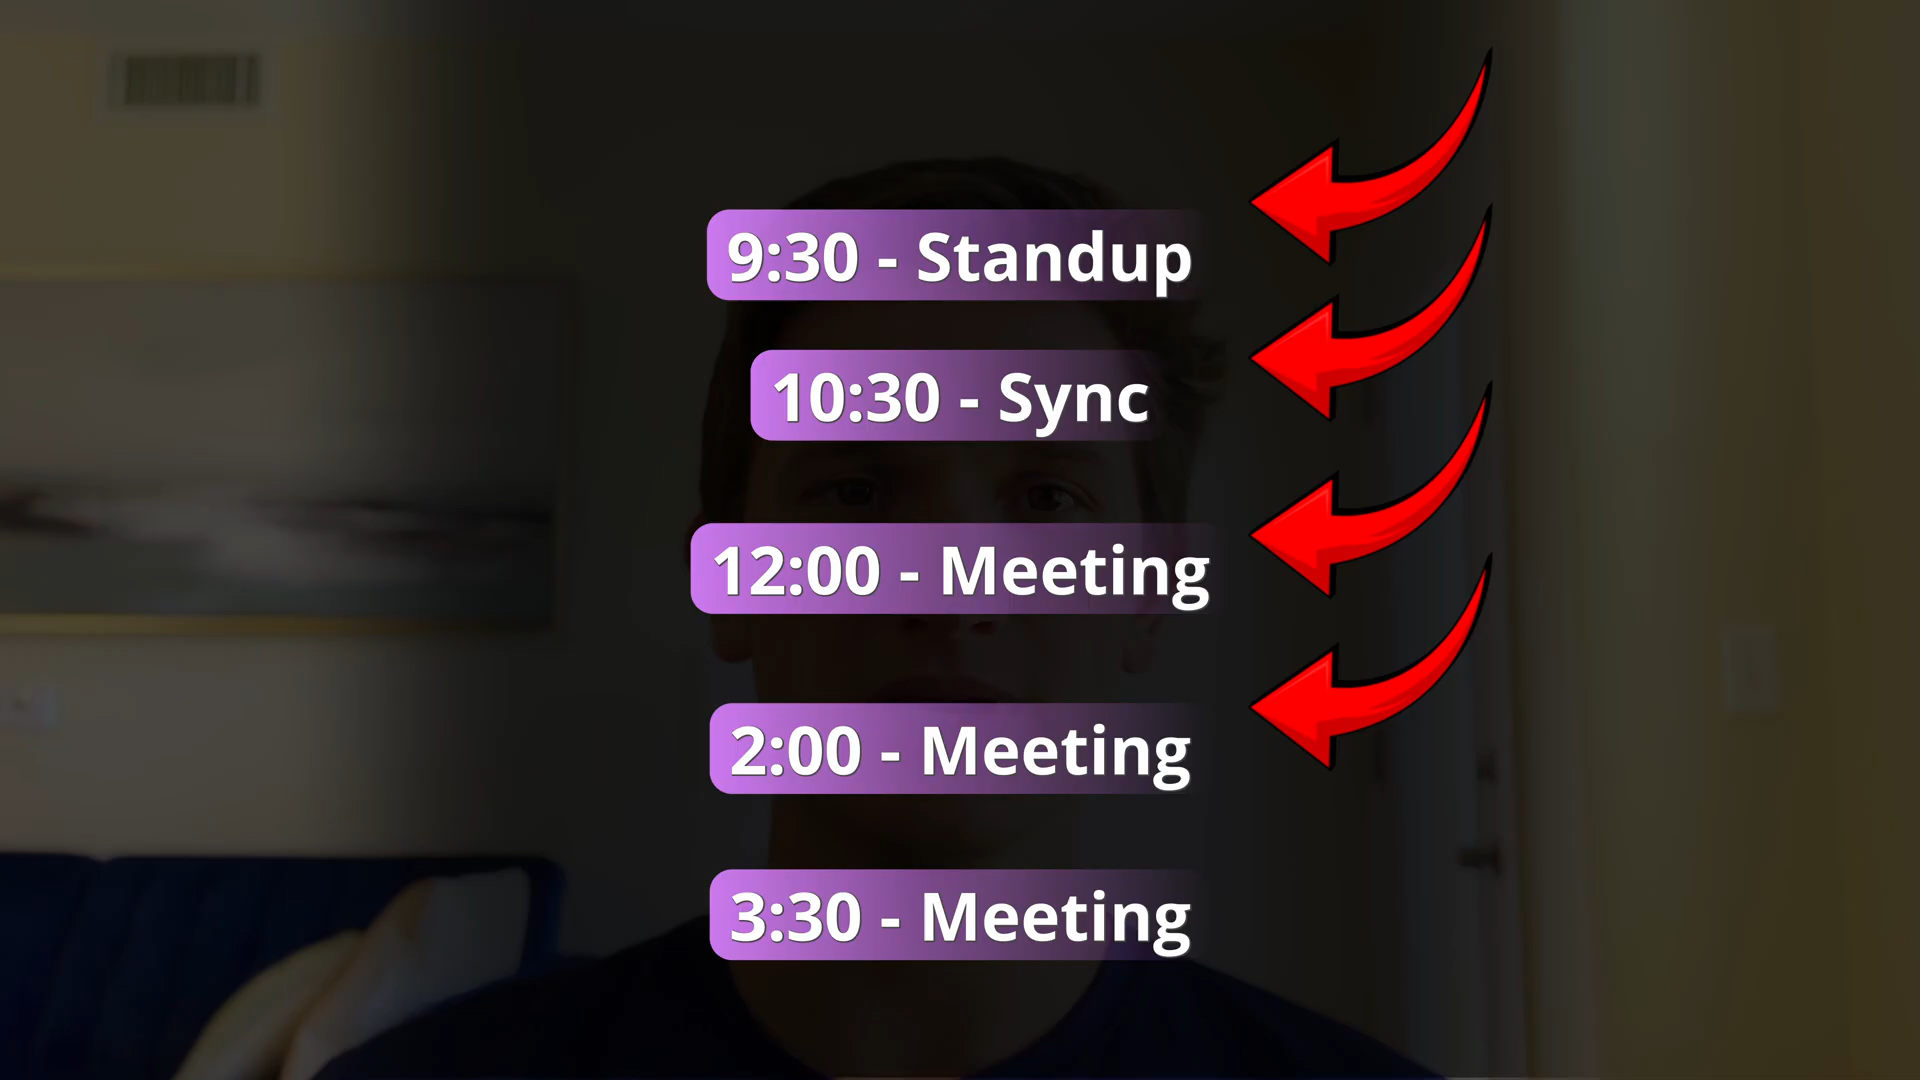 9:30 - Standup
10:30 - Sync
12:00 - Meeting
2:00 - Meeting
3:30 - Meeting